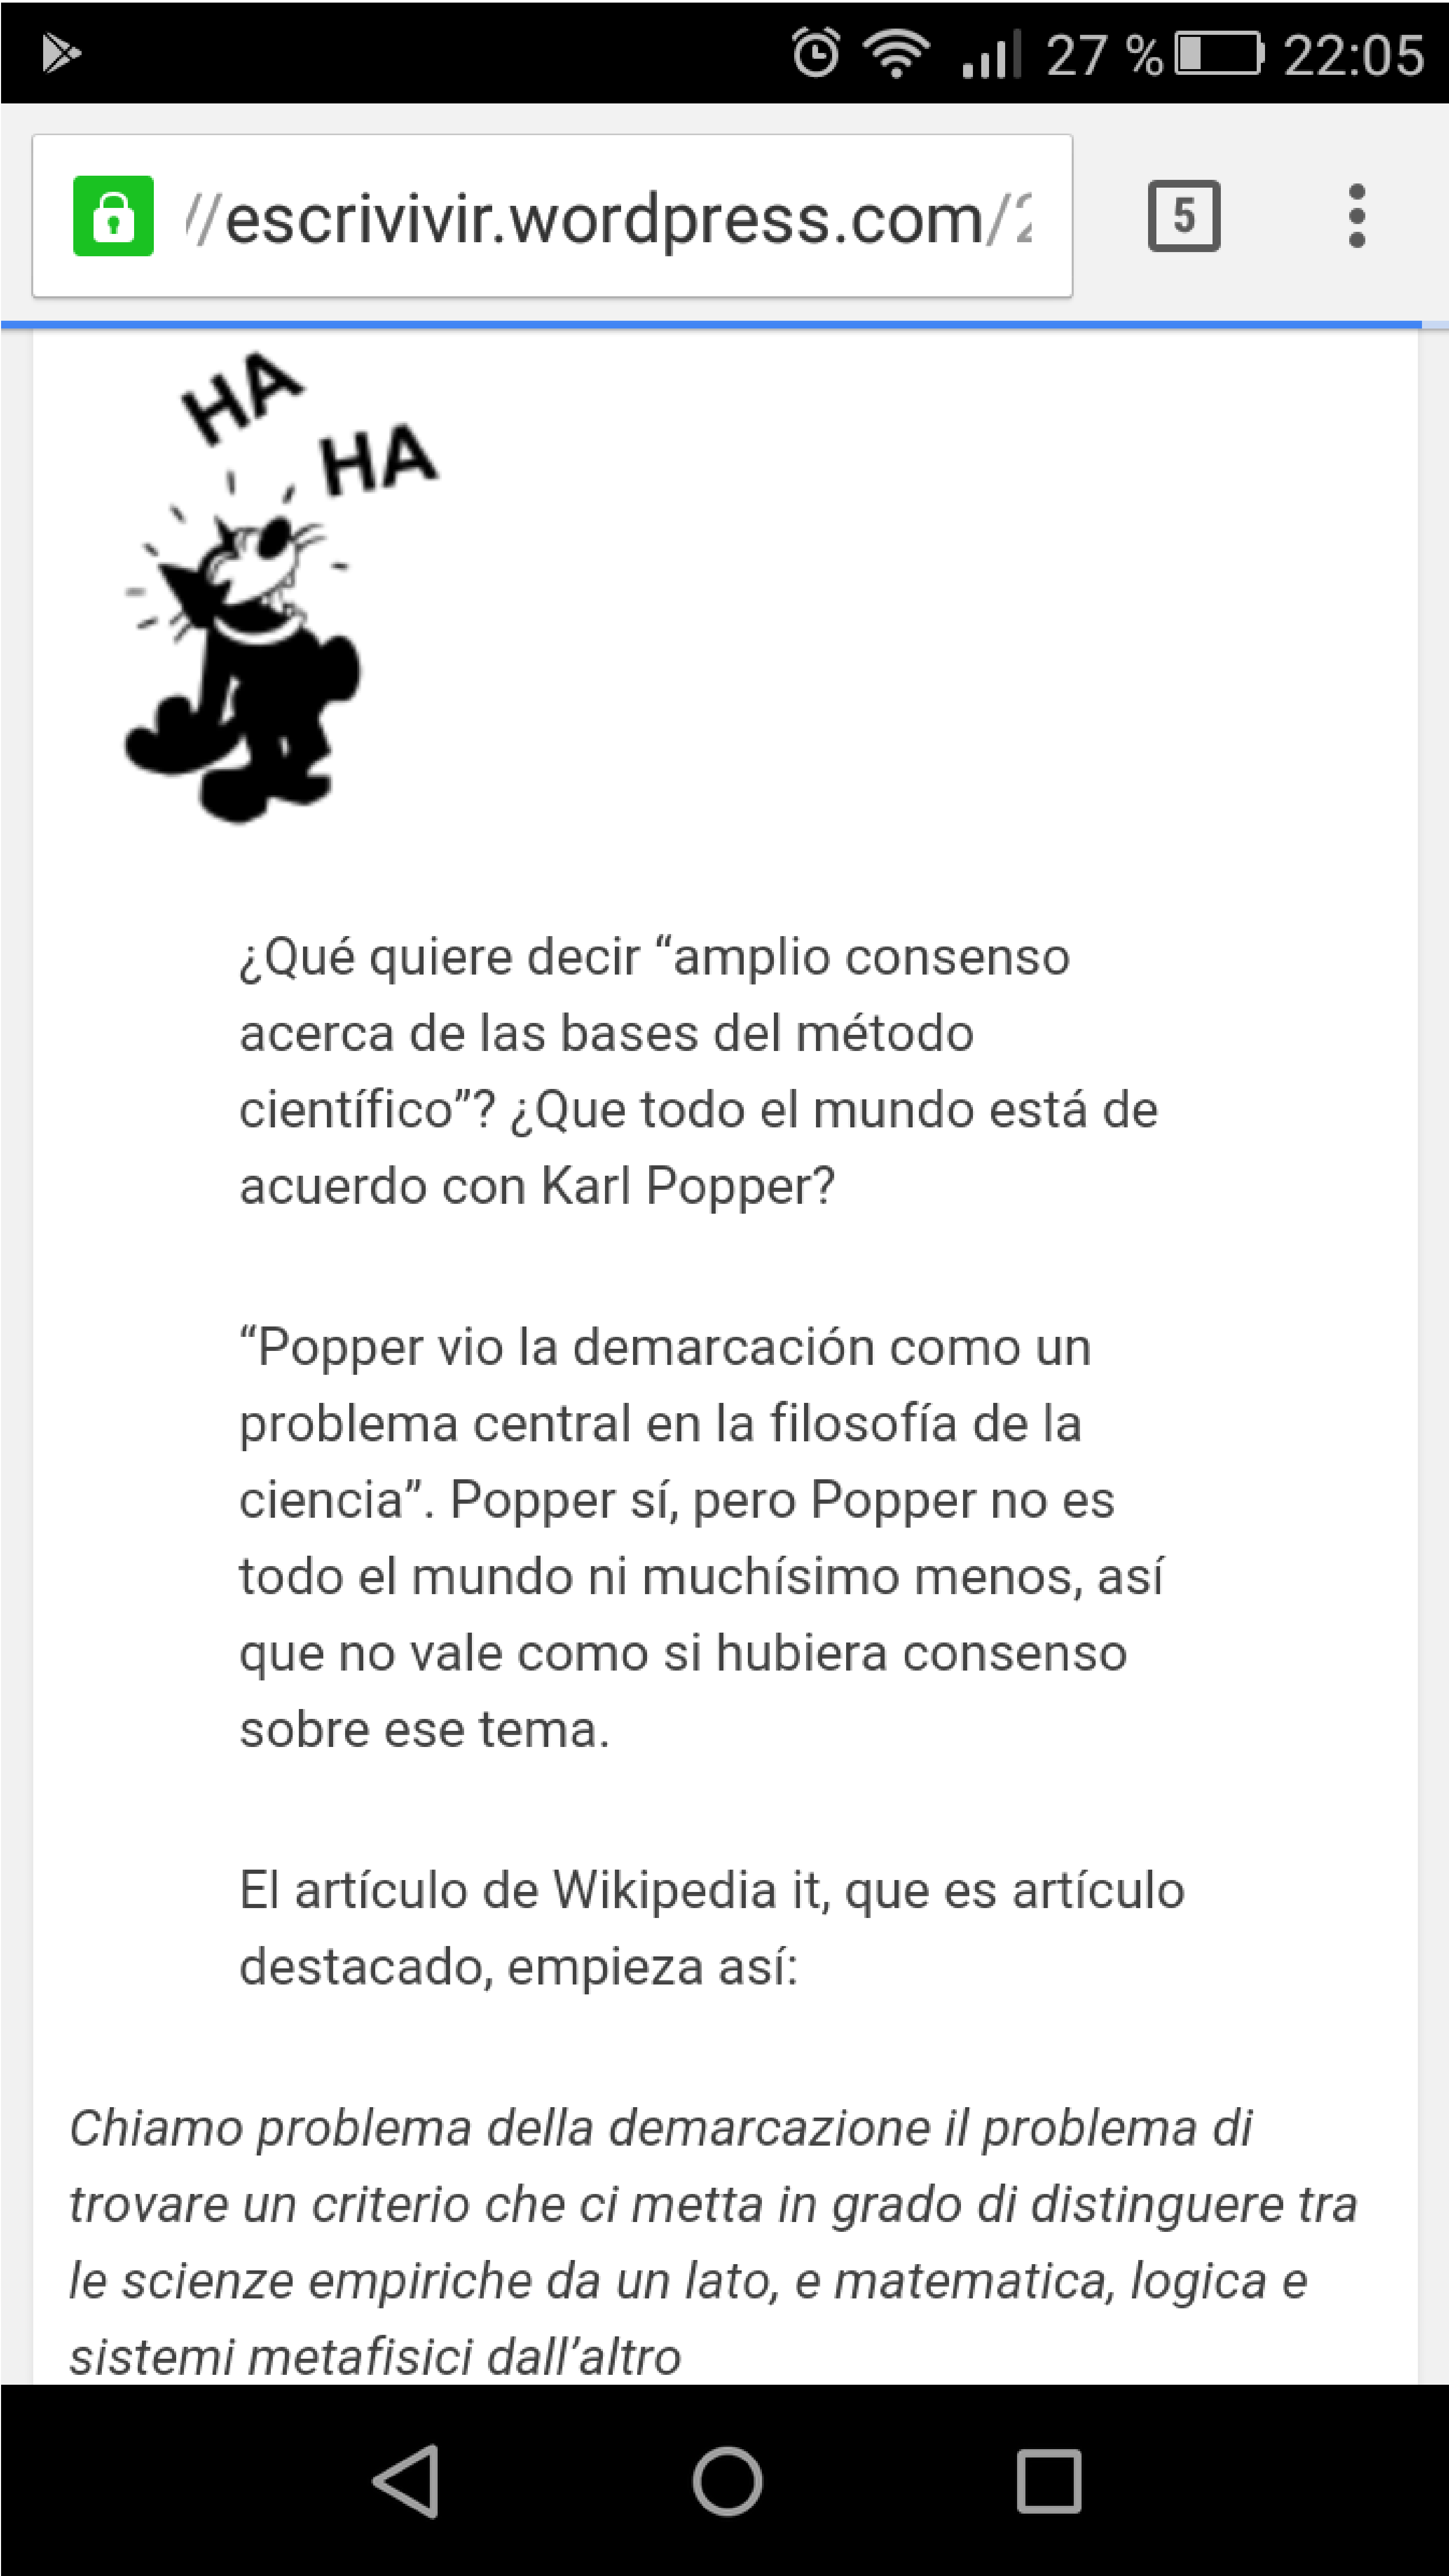 27 % 22:05
//escrivivir.wordpress.com/2
5
HA
HA
¿Qué quiere decir “amplio consenso
acerca de las bases del método
científico”? ¿Que todo el mundo está de
acuerdo con Karl Popper?
“Popper vio la demarcación como un
problema central en la filosofía de la
ciencia”. Popper sí, pero Popper no es
todo el mundo ni muchísimo menos, así
que no vale como si hubiera consenso
sobre ese tema.
El artículo de Wikipedia it, que es artículo
destacado, empieza así:
Chiamo problema della demarcazione il problema di
trovare un criterio che ci metta in grado di distinguere tra
le scienze empiriche da un lato, e matematica, logica e
sistemi metafisici dall’altro